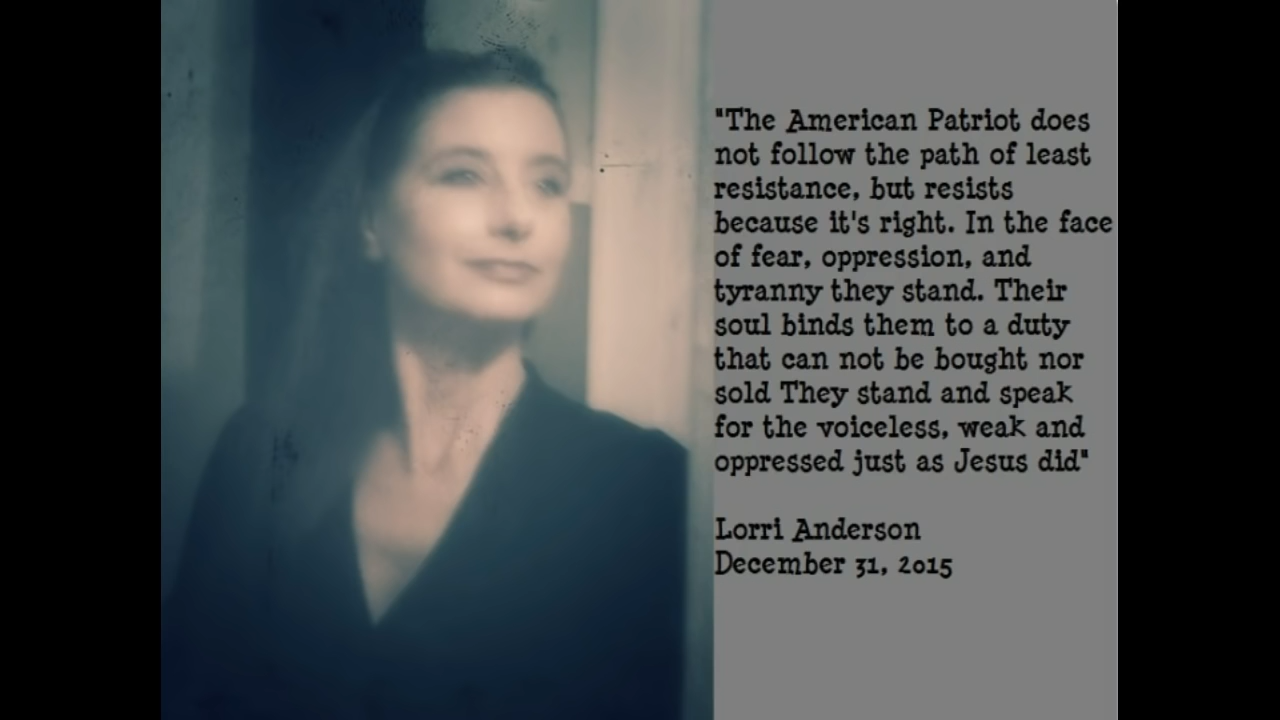 "The American Patriot does
not follow the path of least
resistance, but resists
because it's right. In the face
of fear, oppression, and
tyranny they stand. Their
soul binds them to a duty
that can not be bought nor
sold They stand and speak
for the voiceless, weak and
oppressed just as Jesus did"
Lorri Anderson
December 31, 2015